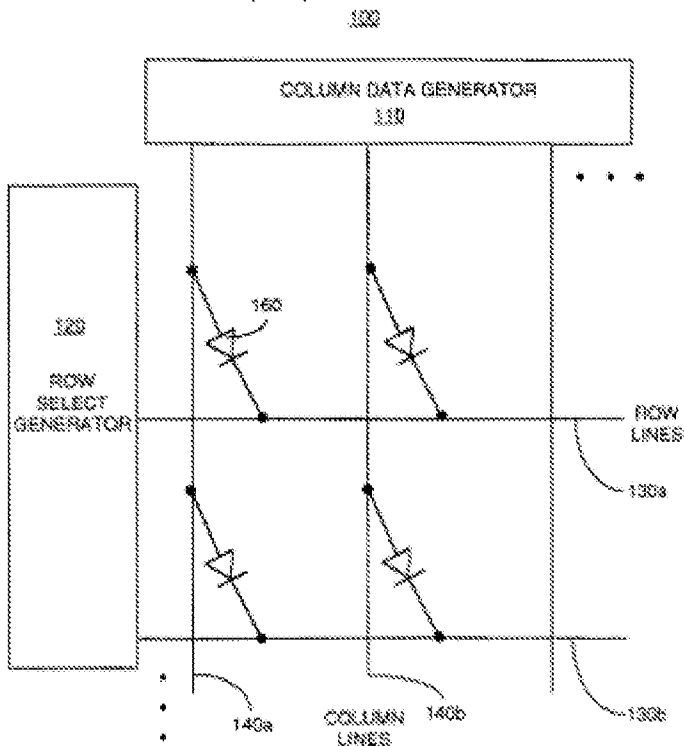 100
COLUMN DATA GENERATOR
110
160
120
ROW
SELECT
GENERATOR
ROW
LINES
130a
130b
140a
COLUMN
LINES
140b